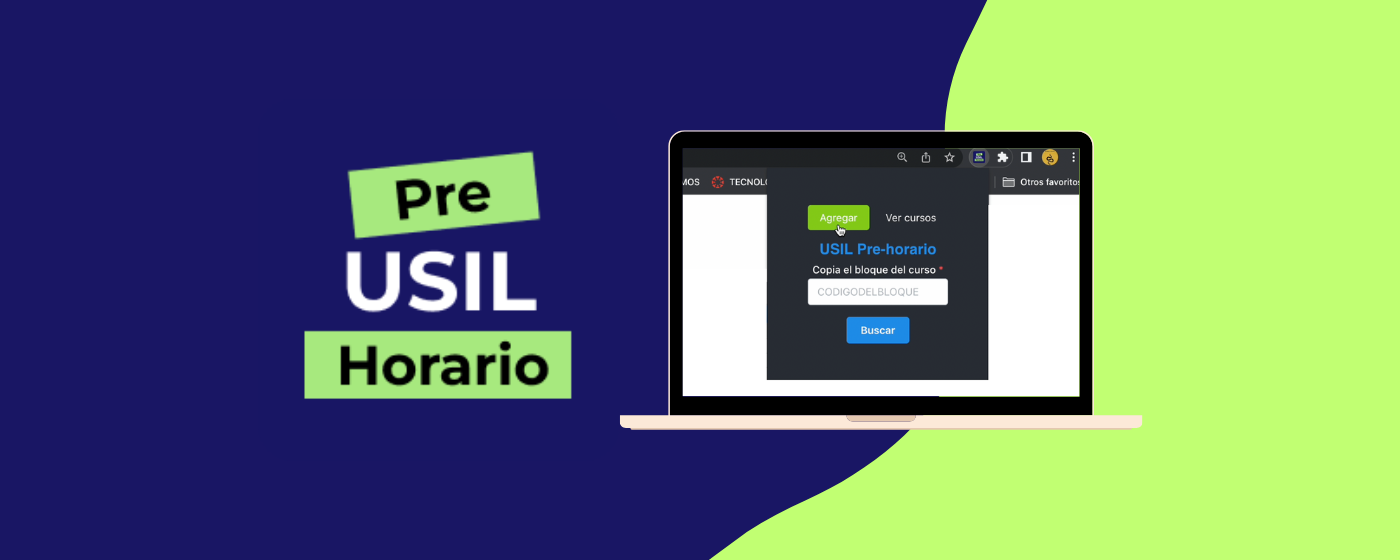 Pre
USIL
Horario
TECNOL
Otros favoritos
Agregar
Ver cursos
USIL Pre-horario
Copia el bloque del curso *
CODIGODELBLOQUE
Buscar